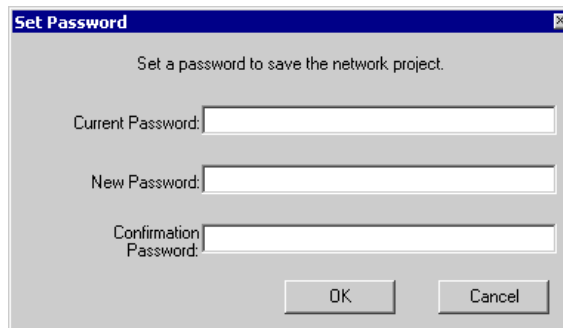 Set Password
Set a password to save the network project.
Current Password:
New Password:
Confirmation
Password:
OK Cancel